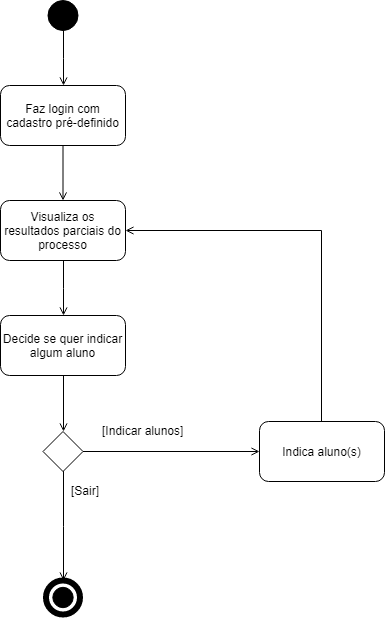 Faz login com
cadastro pré-definido
Visualiza os
resultados parciais do
processo
Decide se quer indicar
algum aluno
[Indicar alunos]
Indica aluno(s)
[Sair]